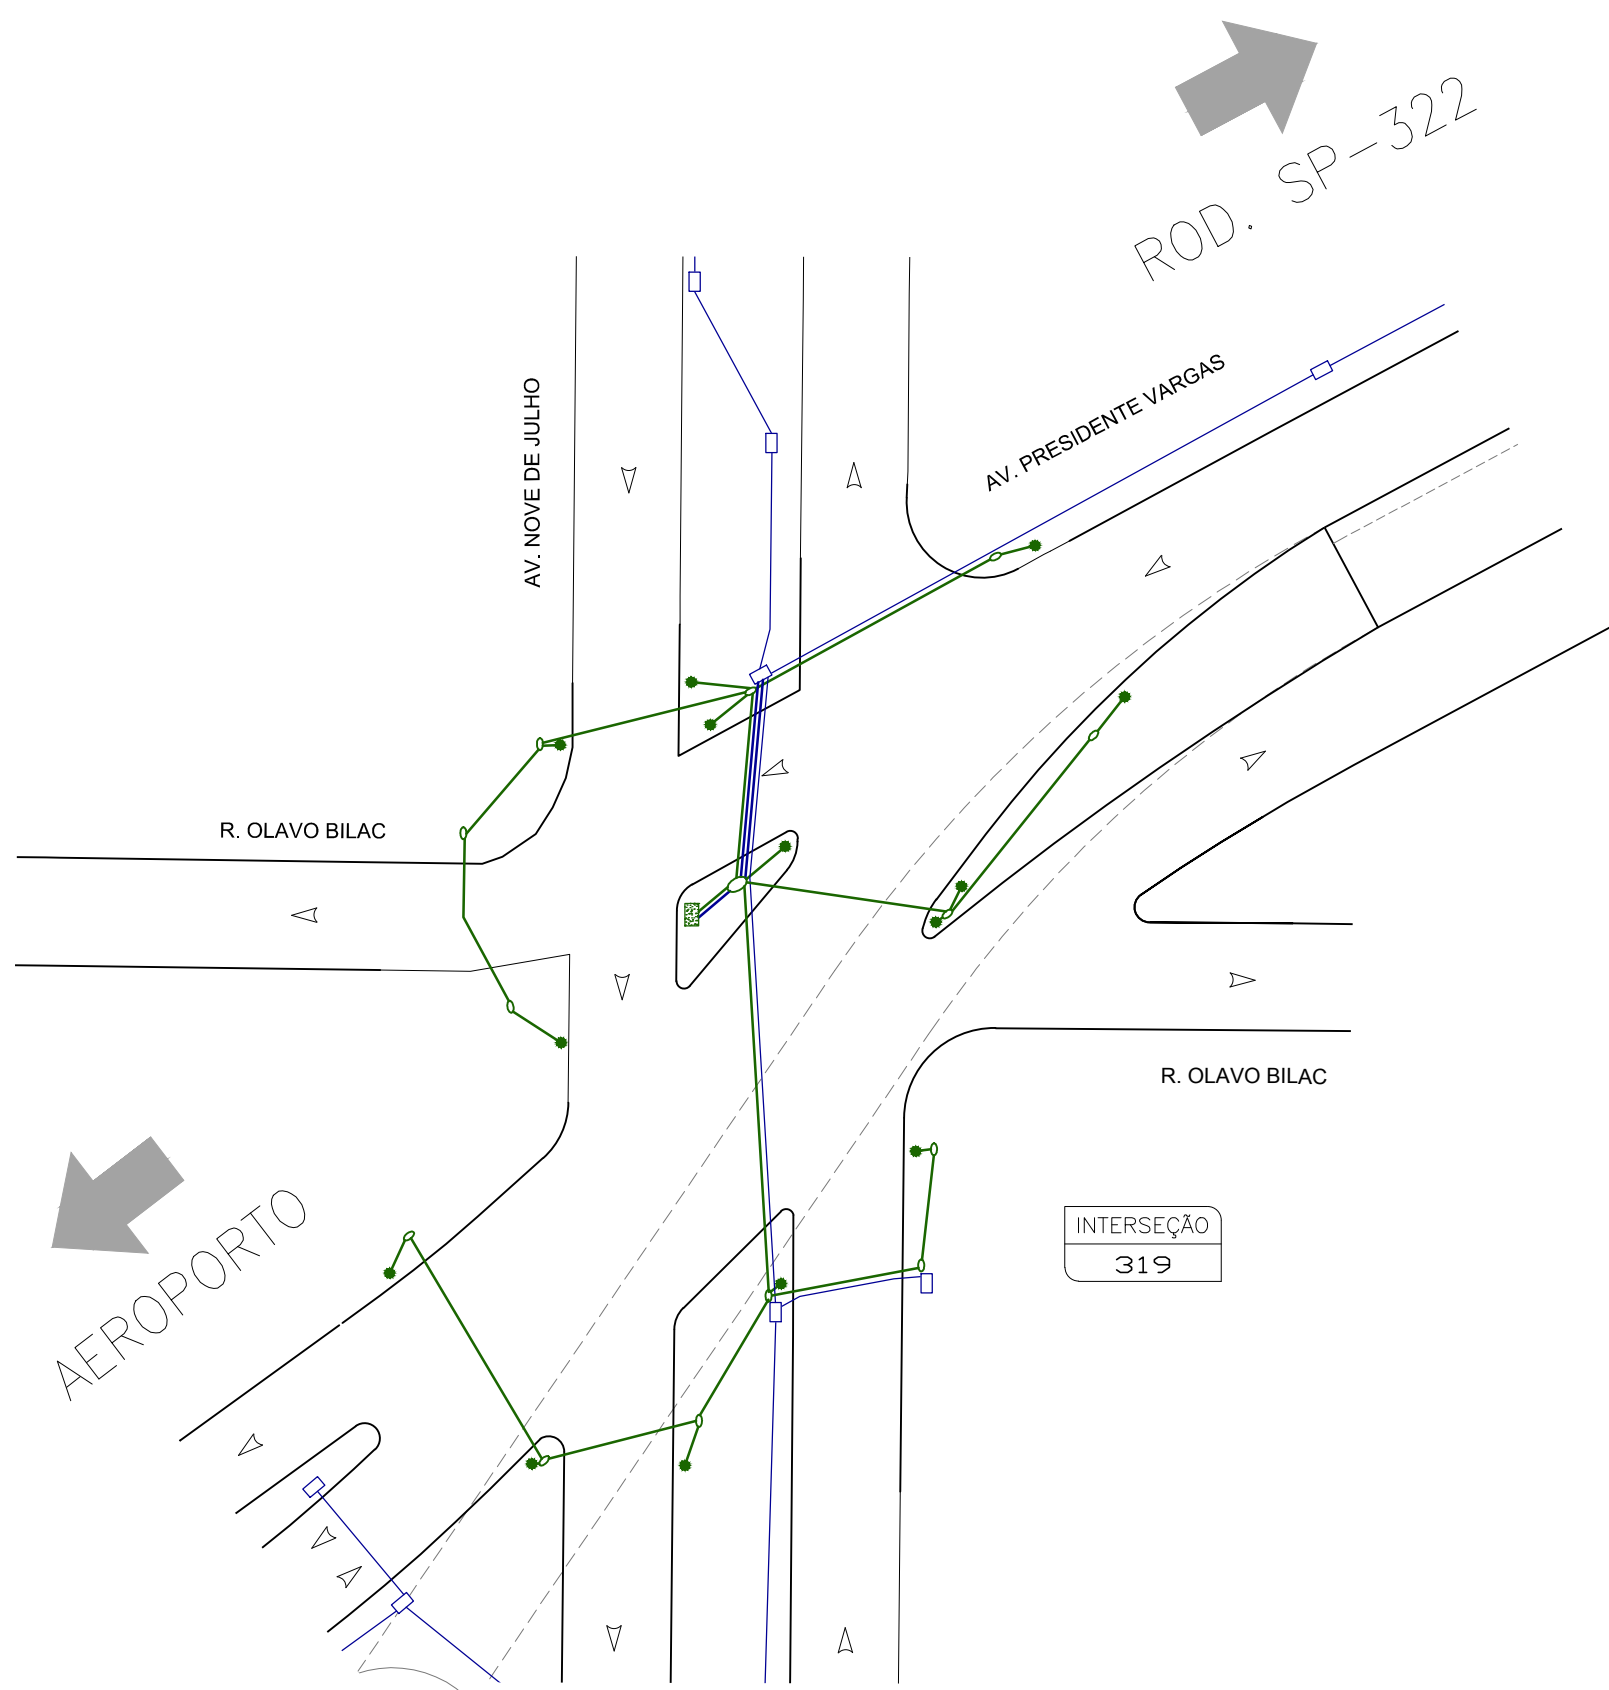 ROD. SP-322
AV. PRESIDENTE VARGAS
AV. NOVE DE JULHO
R. OLAVO BILAC
R. OLAVO BILAC
AEROPORTO
INTERSEÇÃO
319